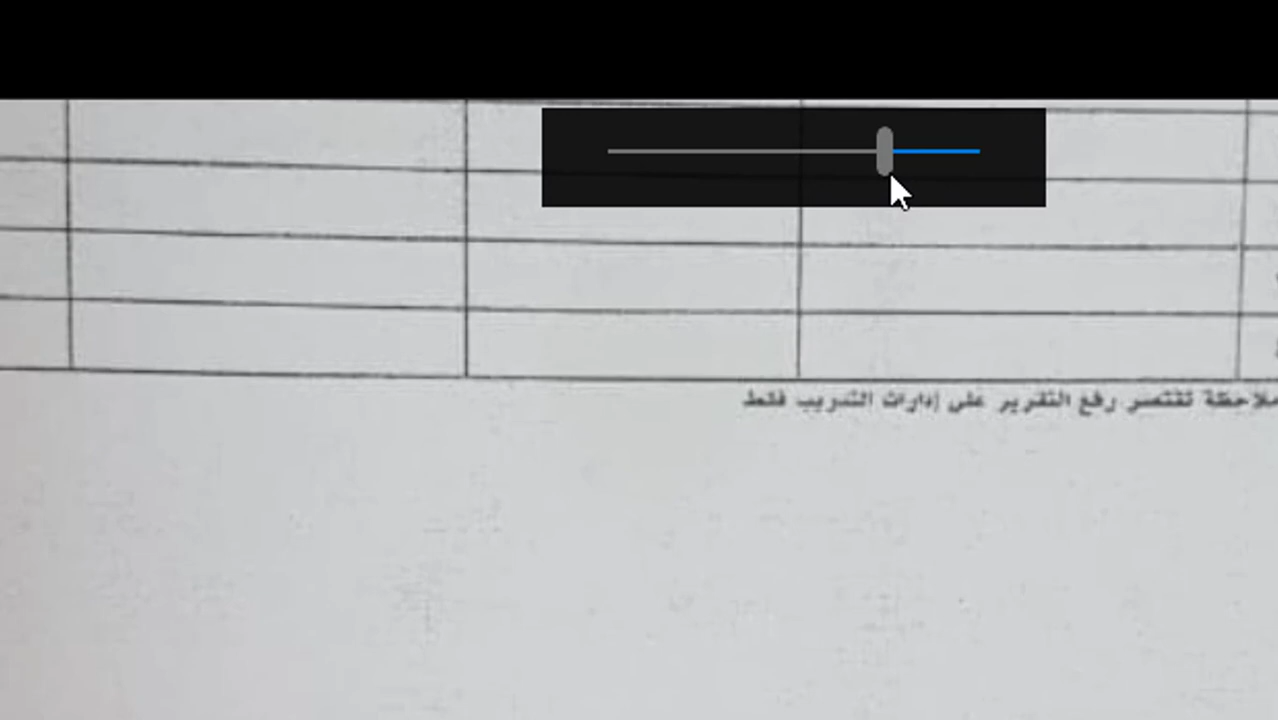 ملاحظة تقتصر رفع التقرير على إدارات التدريب فقط